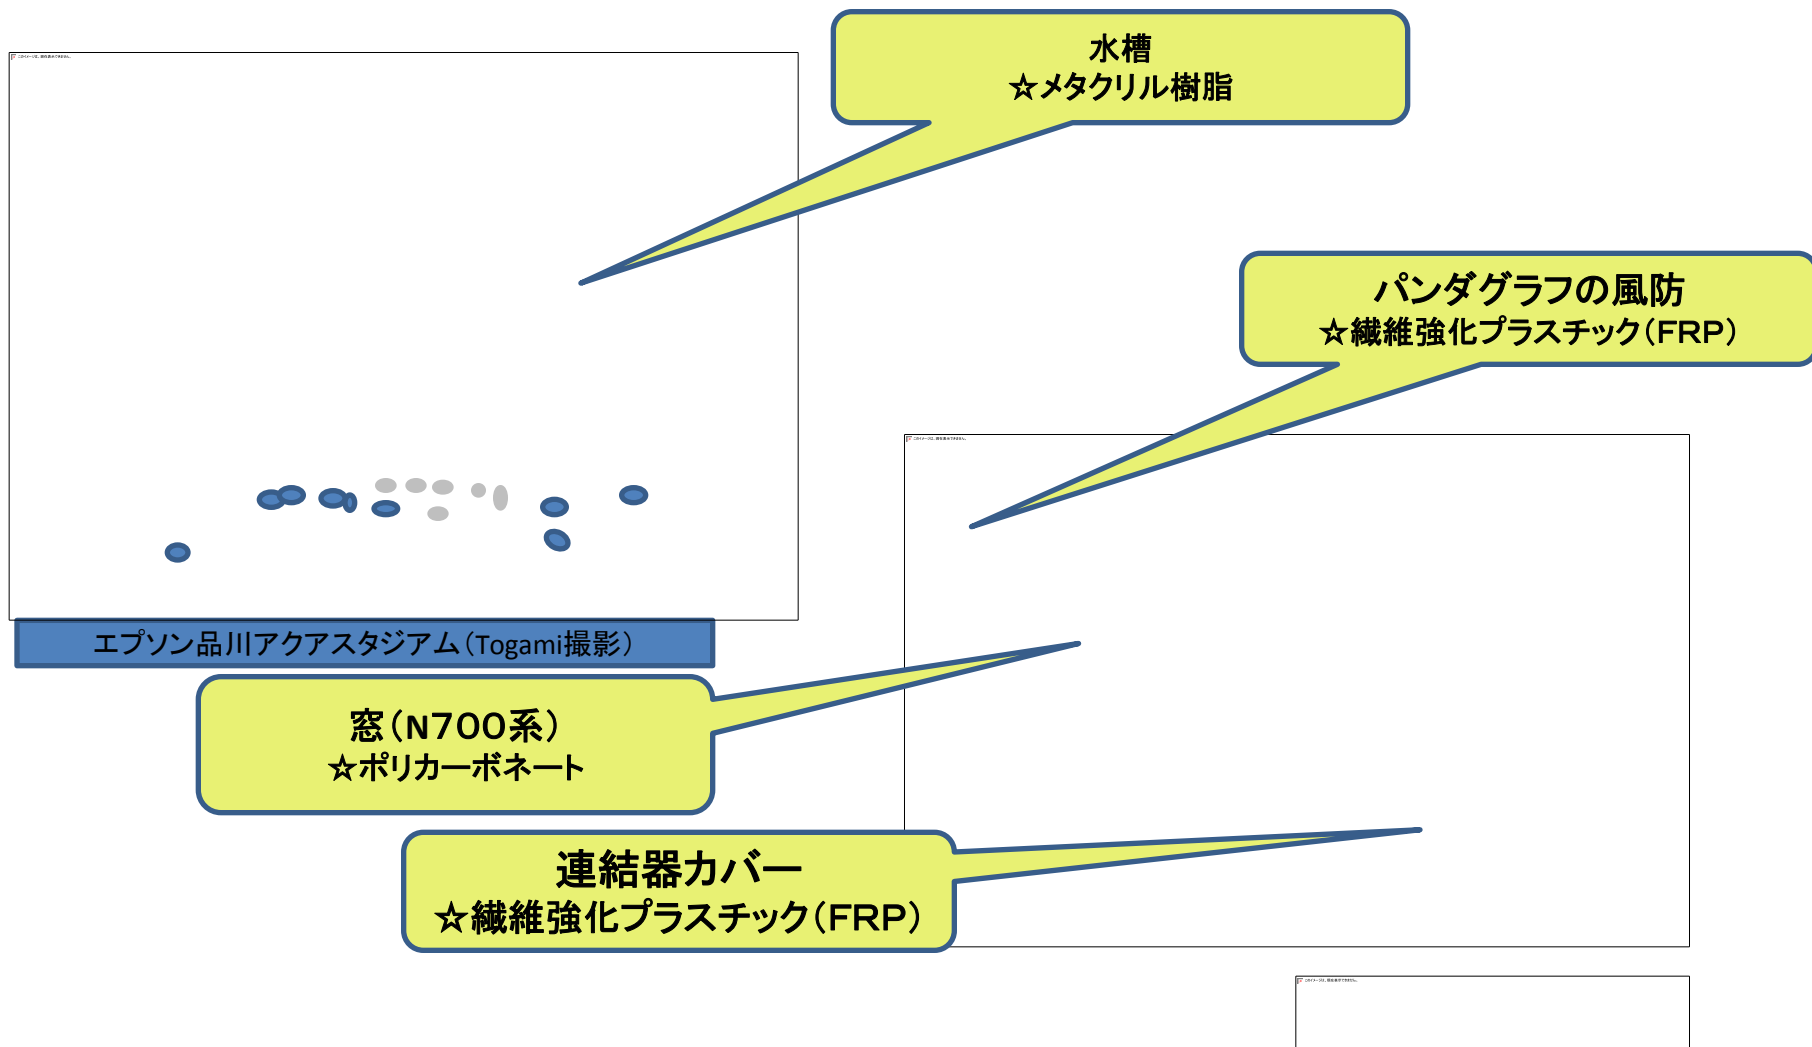 水槽
☆メタクリル樹脂
パンダグラフの風防
☆繊維強化プラスチック(FRP)
エプソン品川アクアスタジアム(Togami撮影)
窓(N700系)
☆ポリカーボネート
連結器カバー
☆繊維強化プラスチック(FRP)